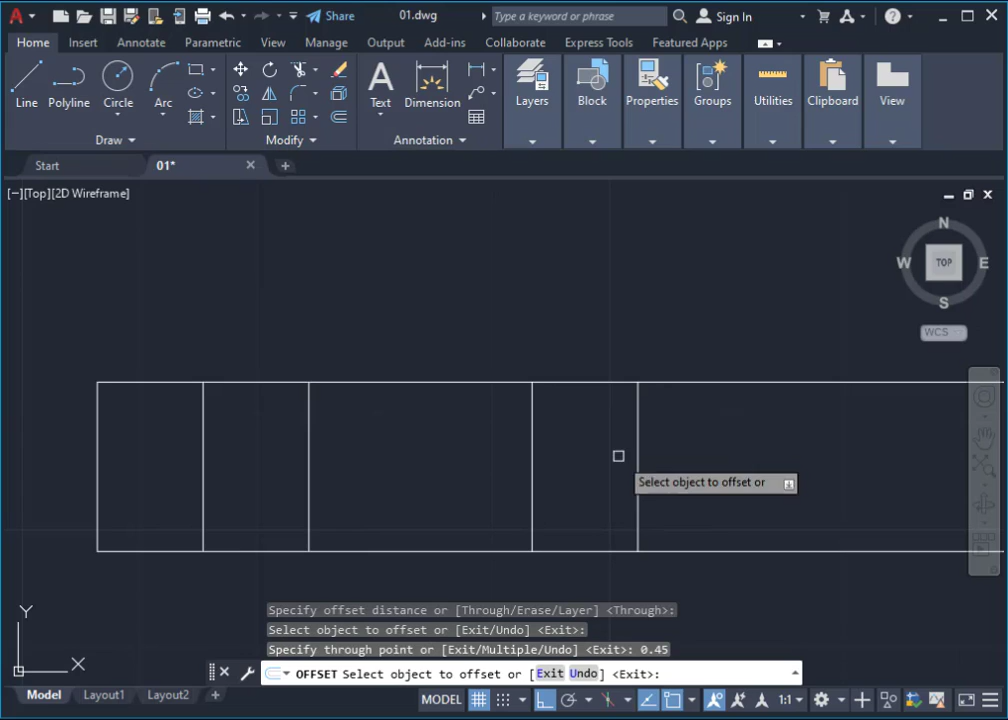 A Share 01.dwg Type a keyword or phrase Sign In ?
Home Insert Annotate Parametric View Manage Output Add-ins Collaborate Express Tools Featured Apps
Line Polyline Circle Arc A Text Dimension Layers Block Properties Groups Utilities Clipboard View
Draw Modify Annotation
Start 01* +
[−][Top][2D Wireframe]
N
W TOP E
S
WCS
Select object to offset or
Y
X
Specify offset distance or [Through/Erase/Layer] <Through>:
Select object to offset or [Exit/Undo] <Exit>:
Specify through point or [Exit/Multiple/Undo] <Exit>: 0.45
OFFSET Select object to offset or [Exit Undo] <Exit>:
Model Layout1 Layout2 + MODEL 1:1